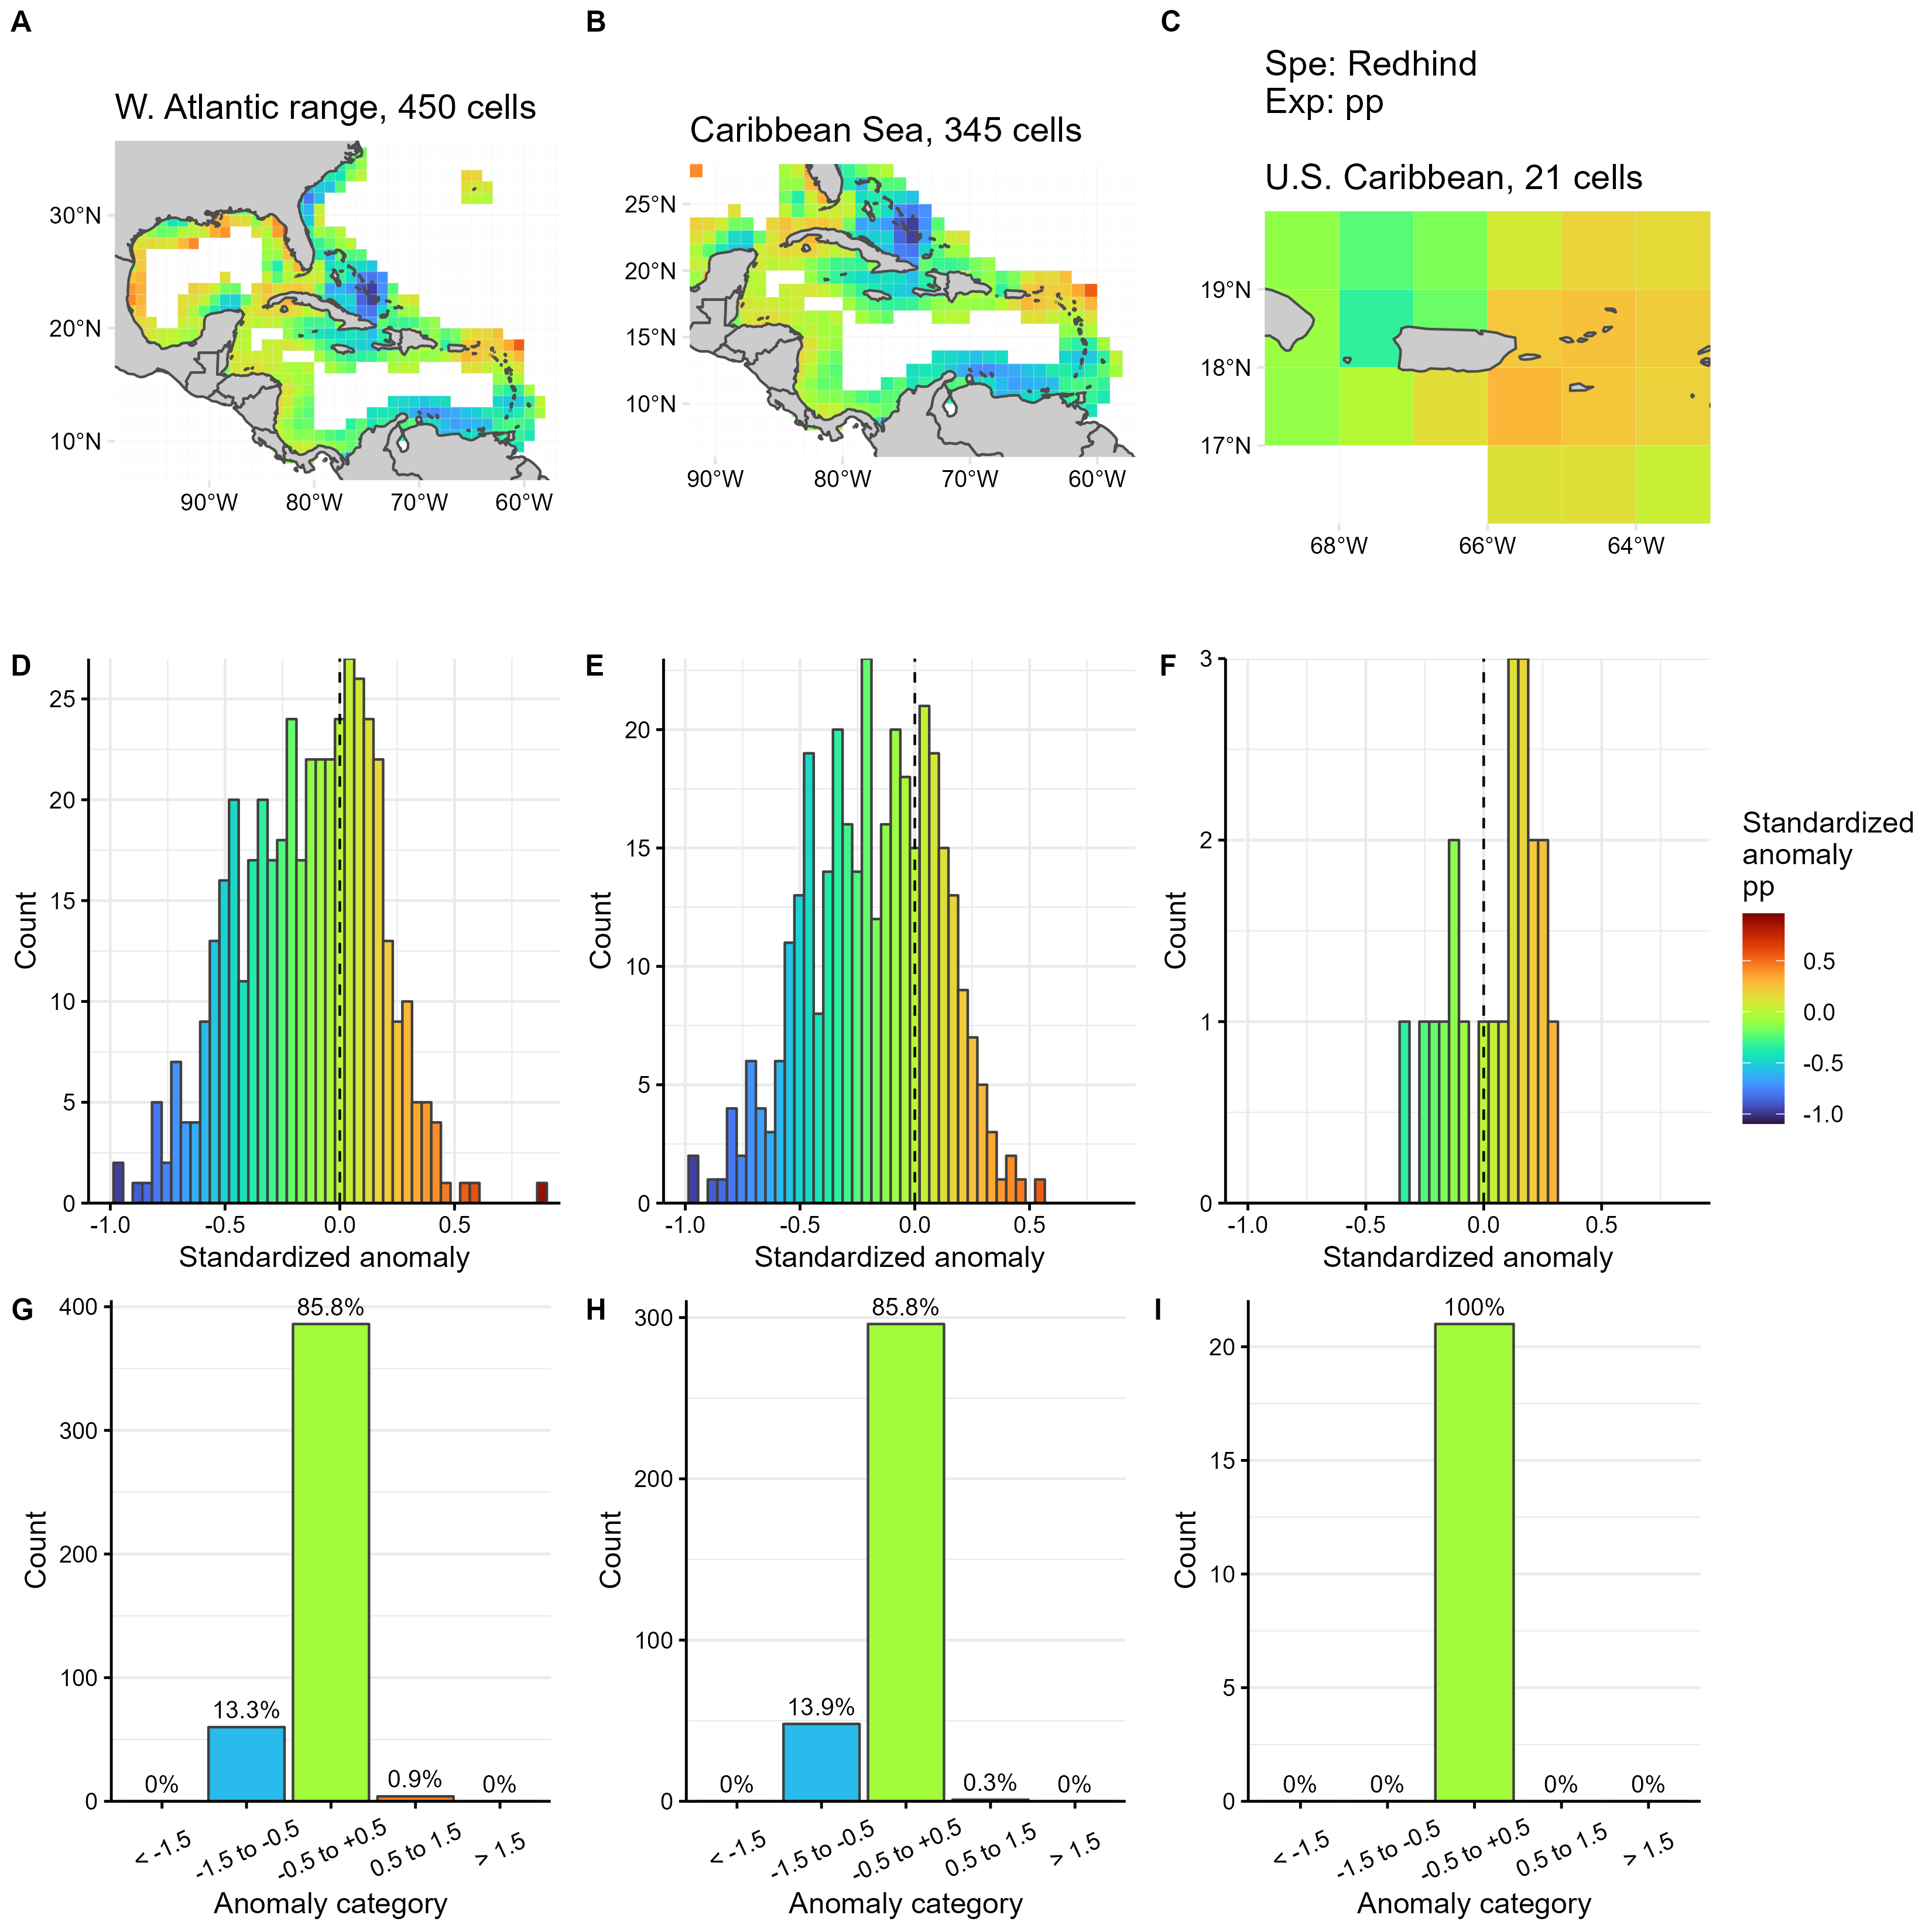 A
B
C
Spe: Redhind
Exp: pp
W. Atlantic range, 450 cells
Caribbean Sea, 345 cells
U.S. Caribbean, 21 cells
30°N
20°N
10°N
90°W
80°W
70°W
60°W
25°N
20°N
15°N
10°N
90°W
80°W
70°W
60°W
19°N
18°N
17°N
68°W
66°W
64°W
D
25
20
15
10
5
0
Count
-1.0
-0.5
0.0
0.5
Standardized anomaly
E
20
15
10
5
0
Count
-1.0
-0.5
0.0
0.5
Standardized anomaly
F
3
2
1
0
Count
-1.0
-0.5
0.0
0.5
Standardized anomaly
Standardized
anomaly
pp
0.5
0.0
-0.5
-1.0
G
400
300
200
100
0
Count
0%
13.3%
85.8%
0.9%
0%
< -1.5
-1.5 to -0.5
-0.5 to +0.5
0.5 to 1.5
> 1.5
Anomaly category
H
300
200
100
0
Count
0%
13.9%
85.8%
0.3%
0%
< -1.5
-1.5 to -0.5
-0.5 to +0.5
0.5 to 1.5
> 1.5
Anomaly category
I
20
15
10
5
0
Count
0%
0%
100%
0%
0%
< -1.5
-1.5 to -0.5
-0.5 to +0.5
0.5 to 1.5
> 1.5
Anomaly category